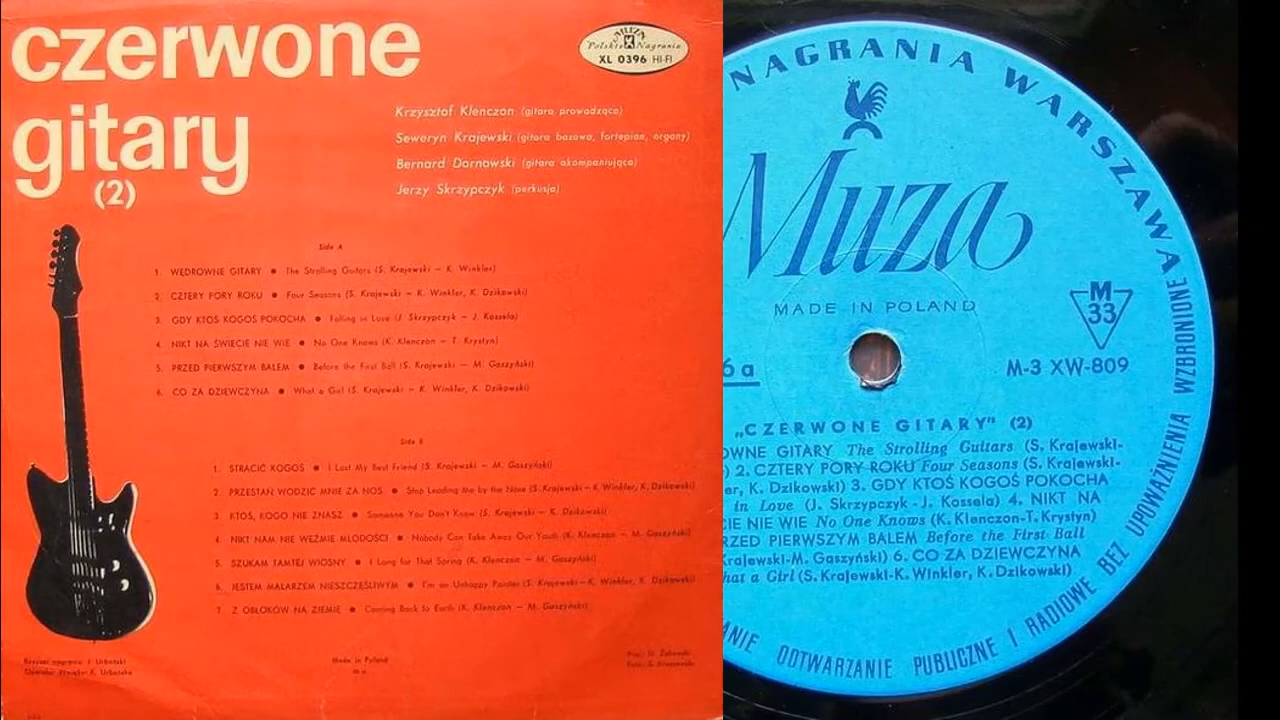 czerwone
gitary
(2)
MUZA
Polskie Nagrania
XL 0396 HI-FI
Krzysztof Klenczon (gitara prowadząca)
Seweryn Krajewski (gitara basowa, fortepian, organy)
Bernard Dornowski (gitara akompaniująca)
Jerzy Skrzypczyk (perkusja)
Side A
1. WĘDROWNE GITARY ● The Strolling Guitars (S. Krajewski — K. Winkler)
2. CZTERY PORY ROKU ● Four Seasons (S. Krajewski — K. Winkler, K. Dzikowski)
3. GDY KTOŚ KOGOŚ POKOCHA ● Falling in Love (J. Skrzypczyk — J. Kossela)
4. NIKT NA ŚWIECIE NIE WIE ● No One Knows (K. Klenczon — T. Krystyn)
5. PRZED PIERWSZYM BALEM ● Before the First Ball (S. Krajewski — M. Gaszyński)
6. CO ZA DZIEWCZYNA ● What a Girl (S. Krajewski — K. Winkler, K. Dzikowski)
Side B
1. STRACIĆ KOGOŚ ● I Lost My Best Friend (S. Krajewski — M. Gaszyński)
2. PRZESTAŃ WODZIĆ MNIE ZA NOS ● Stop Leading Me by the Nose (S. Krajewski — K. Winkler, K. Dzikowski)
3. KTOŚ, KOGO NIE ZNASZ ● Someone You Don't Know (S. Krajewski — K. Dzikowski)
4. NIKT NAM NIE WEŹMIE MŁODOŚCI ● Nobody Can Take Away Our Youth (K. Klenczon — M. Gaszyński)
5. SZUKAM TAMTEJ WIOSNY ● I Long for That Spring (K. Klenczon — M. Gaszyński)
6. JESTEM MALARZEM NIESZCZĘŚLIWYM ● I'm an Unhappy Painter (S. Krajewski — K. Winkler, K. Dzikowski)
7. Z OBŁOKÓW NA ZIEMIĘ ● Coming Back to Earth (K. Klenczon — M. Gaszyński)
Reżyser nagrania: J. Urbański
Operator dźwięku: K. Urbańska
Made in Poland
NAGRANIA WARSZAWA
Muza
MADE IN POLAND
M
33
6a
M-3 XW-809
„CZERWONE GITARY” (2)
OWNE GITARY The Strolling Guitars (S. Krajewski-
) 2. CZTERY PORY ROKU Four Seasons (S. Krajewski-
er, K. Dzikowski) 3. GDY KTOŚ KOGOŚ POKOCHA
in Love (J. Skrzypczyk - J. Kossela) 4. NIKT NA
CIE NIE WIE No One Knows (K. Klenczon-T. Krystyn)
RZED PIERWSZYM BALEM Before the First Ball
rajewski-M. Gaszyński) 6. CO ZA DZIEWCZYNA
hat a Girl (S. Krajewski-K. Winkler, K. Dzikowski)
ANIE ODTWARZANIE PUBLICZNE I RADIOWE BEZ UPOWAŻNIENIA WZBRONIONE